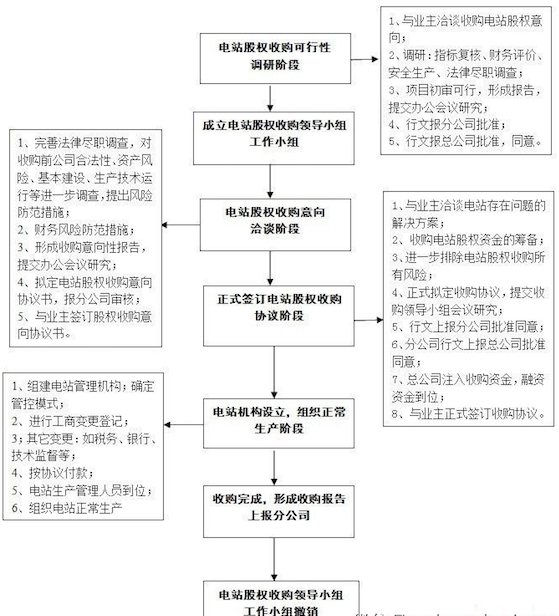 电站股权收购可行性
调研阶段
1、与业主洽谈收购电站股权意
向；
2、调研：指标复核、财务评价、
安全生产、法律尽职调查；
3、项目初审可行，形成报告，
提交办公会议研究；
4、行文报分公司批准；
5、行文报总公司批准，同意。
成立电站股权收购领导小组
工作小组
1、完善法律尽职调查，对
收购前公司合法性、资产风
险、基本建设、生产技术运
行等进一步调查，提出风险
防范措施；
2、财务风险防范措施；
3、形成收购意向性报告，
提交办公会议研究；
4、拟定电站股权收购意向
协议书，报分公司审核；
5、与业主签订股权收购意
向协议书。
电站股权收购意向
洽谈阶段
1、与业主洽谈电站存在问题的
解决方案；
2、收购电站股权资金的筹备；
3、进一步排除电站股权收购所
有风险；
4、正式拟定收购协议，提交收
购领导小组会议研究；
5、行文上报分公司批准同意；
6、分公司行文上报总公司批准
同意；
7、总公司注入收购资金，融资
资金到位；
8、与业主正式签订收购协议。
正式签订电站股权收购
协议阶段
1、组建电站管理机构；确定
管控模式；
2、进行工商变更登记；
3；其它变更：如税务、银行、
技术监督等；
4、按协议付款；
5、电站生产管理人员到位；
6、组织电站正常生产
电站机构设立，组织正常
生产阶段
收购完成，形成收购报告
上报分公司
电站股权收购领导小组
工作小组撤销